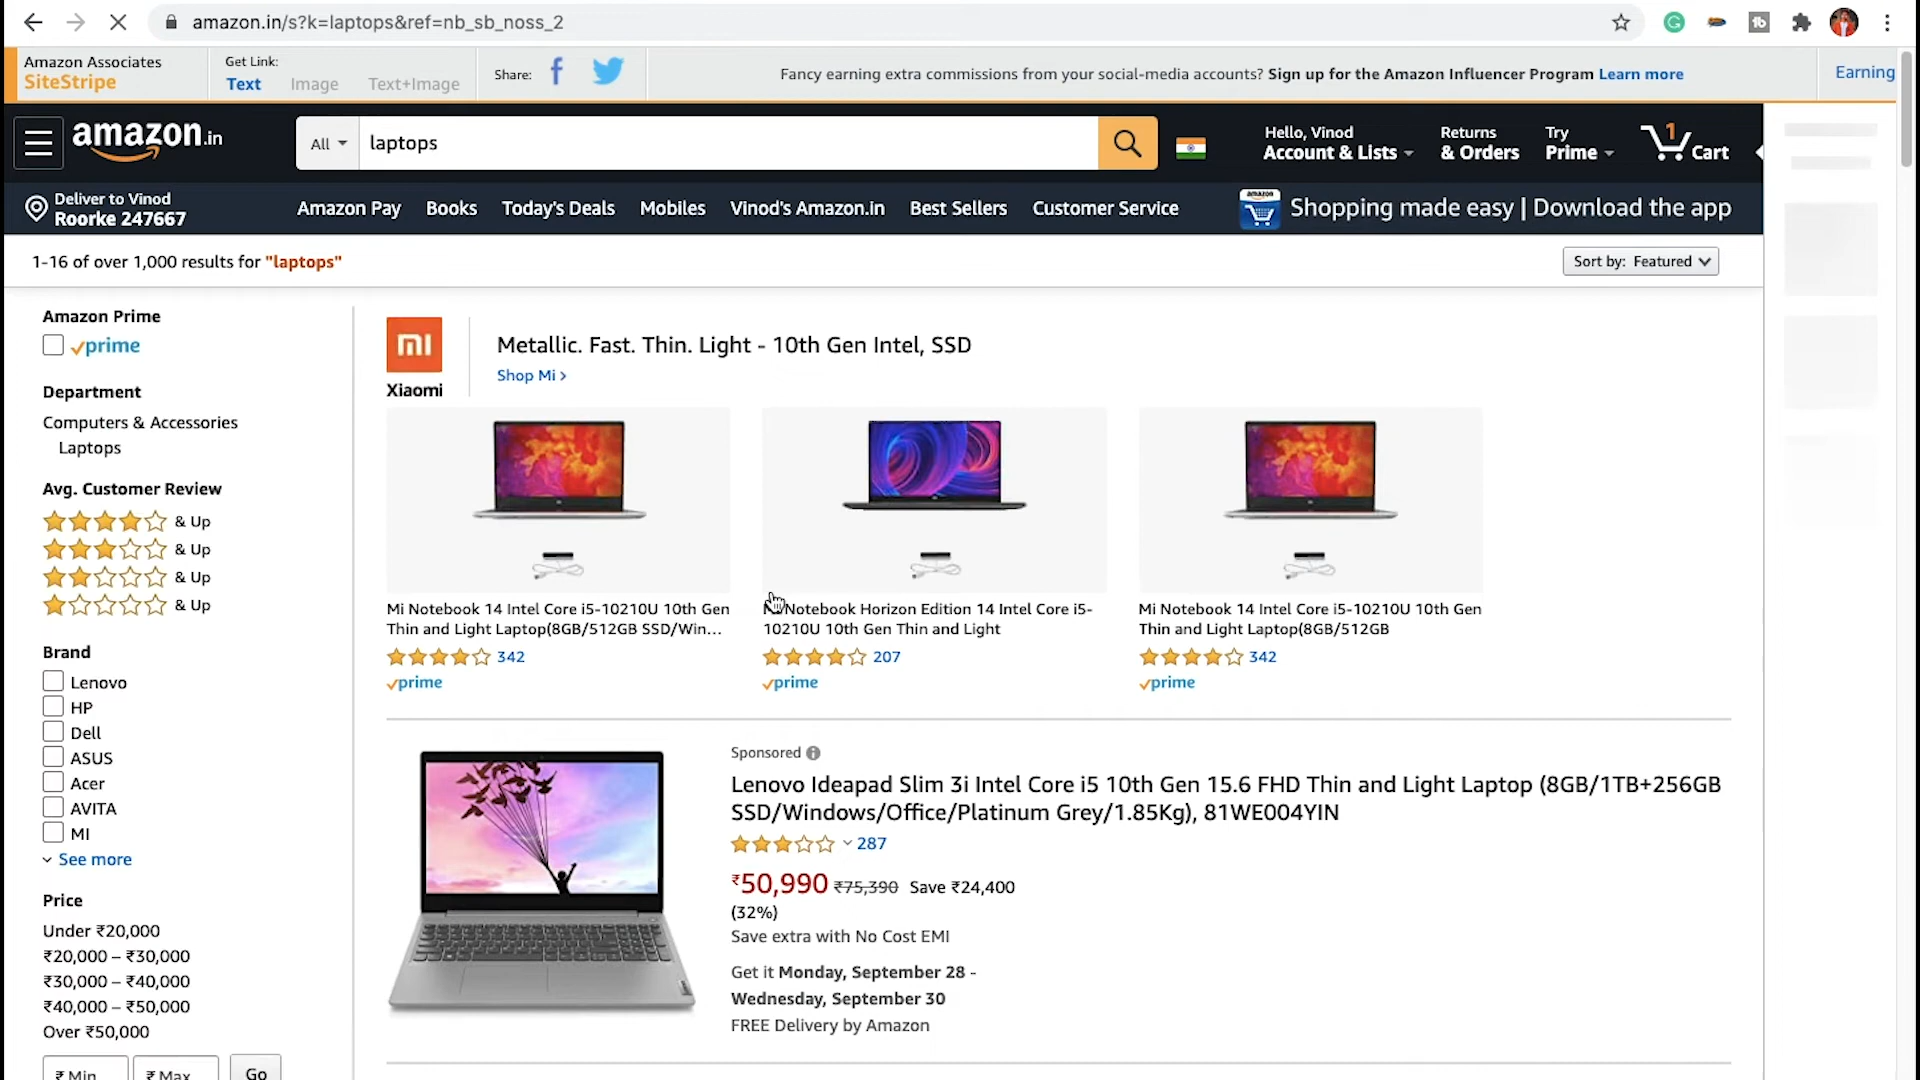 amazon.in/s?k=laptops&ref=nb_sb_noss_2
Amazon Associates
SiteStripe
Get Link:
Text Image Text+Image
Share:
Fancy earning extra commissions from your social-media accounts? Sign up for the Amazon Influencer Program Learn more
Earning
amazon.in
All
laptops
Hello, Vinod
Account & Lists
Returns
& Orders
Try
Prime
1
Cart
Deliver to Vinod
Roorke 247667
Amazon Pay Books Today's Deals Mobiles Vinod's Amazon.in Best Sellers Customer Service
amazon
Shopping made easy | Download the app
1-16 of over 1,000 results for "laptops"
Sort by: Featured
Amazon Prime
prime
Department
Computers & Accessories
Laptops
Avg. Customer Review
& Up
& Up
& Up
& Up
Brand
Lenovo
HP
Dell
ASUS
Acer
AVITA
MI
See more
Price
Under ₹20,000
₹20,000 – ₹30,000
₹30,000 – ₹40,000
₹40,000 – ₹50,000
Over ₹50,000
₹ Min ₹ Max Go
mi
Xiaomi
Metallic. Fast. Thin. Light - 10th Gen Intel, SSD
Shop Mi ›
Mi Notebook 14 Intel Core i5-10210U 10th Gen
Thin and Light Laptop(8GB/512GB SSD/Win...
342
prime
Notebook Horizon Edition 14 Intel Core i5-
10210U 10th Gen Thin and Light
207
prime
Mi Notebook 14 Intel Core i5-10210U 10th Gen
Thin and Light Laptop(8GB/512GB
342
prime
Sponsored
Lenovo Ideapad Slim 3i Intel Core i5 10th Gen 15.6 FHD Thin and Light Laptop (8GB/1TB+256GB
SSD/Windows/Office/Platinum Grey/1.85Kg), 81WE004YIN
287
₹50,990 ₹75,390 Save ₹24,400
(32%)
Save extra with No Cost EMI
Get it Monday, September 28 -
Wednesday, September 30
FREE Delivery by Amazon